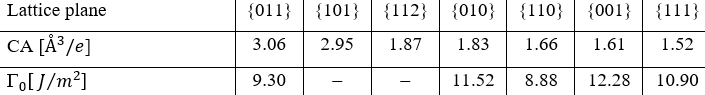 Lattice plane {011} {101} {112} {010} {110} {001} {111}
CA [Å³/e] 3.06 2.95 1.87 1.83 1.66 1.61 1.52
Γ₀[J/m²] 9.30 – – 11.52 8.88 12.28 10.90